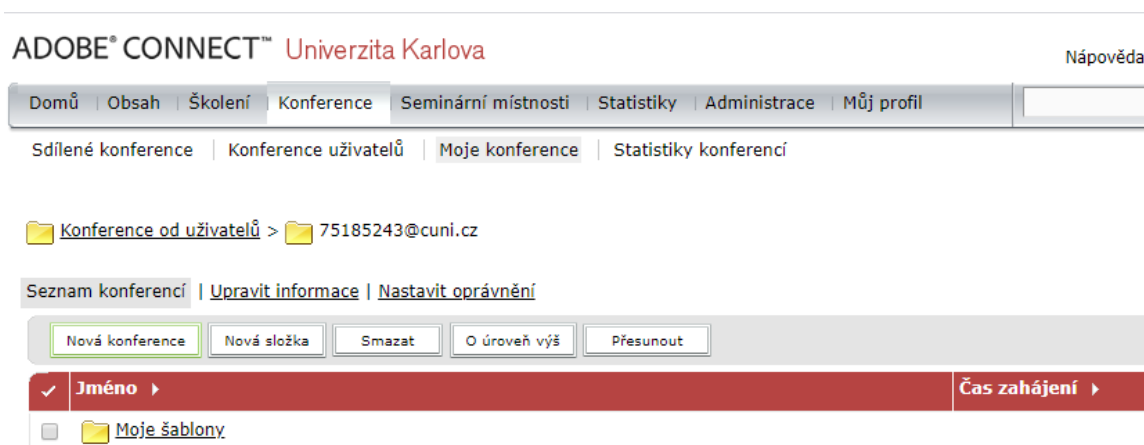 ADOBE® CONNECT™ Univerzita Karlova
Nápověda
Domů | Obsah | Školení | Konference | Seminární místnosti | Statistiky | Administrace | Můj profil
Sdílené konference | Konference uživatelů | Moje konference | Statistiky konferencí
Konference od uživatelů > 75185243@cuni.cz
Seznam konferencí | Upravit informace | Nastavit oprávnění
Nová konference Nová složka Smazat O úroveň výš Přesunout
Jméno Čas zahájení
Moje šablony